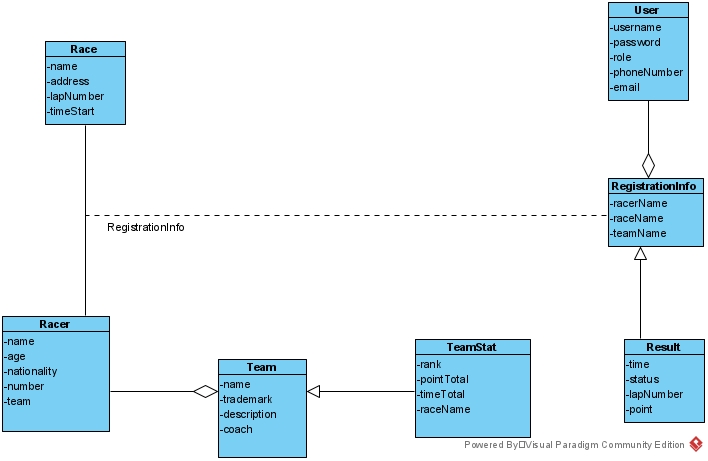 User
-username
-password
-role
-phoneNumber
-email
Race
-name
-address
-lapNumber
-timeStart
RegistrationInfo
-racerName
-raceName
-teamName
RegistrationInfo
Racer
-name
-age
-nationality
-number
-team
Team
-name
-trademark
-description
-coach
TeamStat
-rank
-pointTotal
-timeTotal
-raceName
Result
-time
-status
-lapNumber
-point
Powered By Visual Paradigm Community Edition